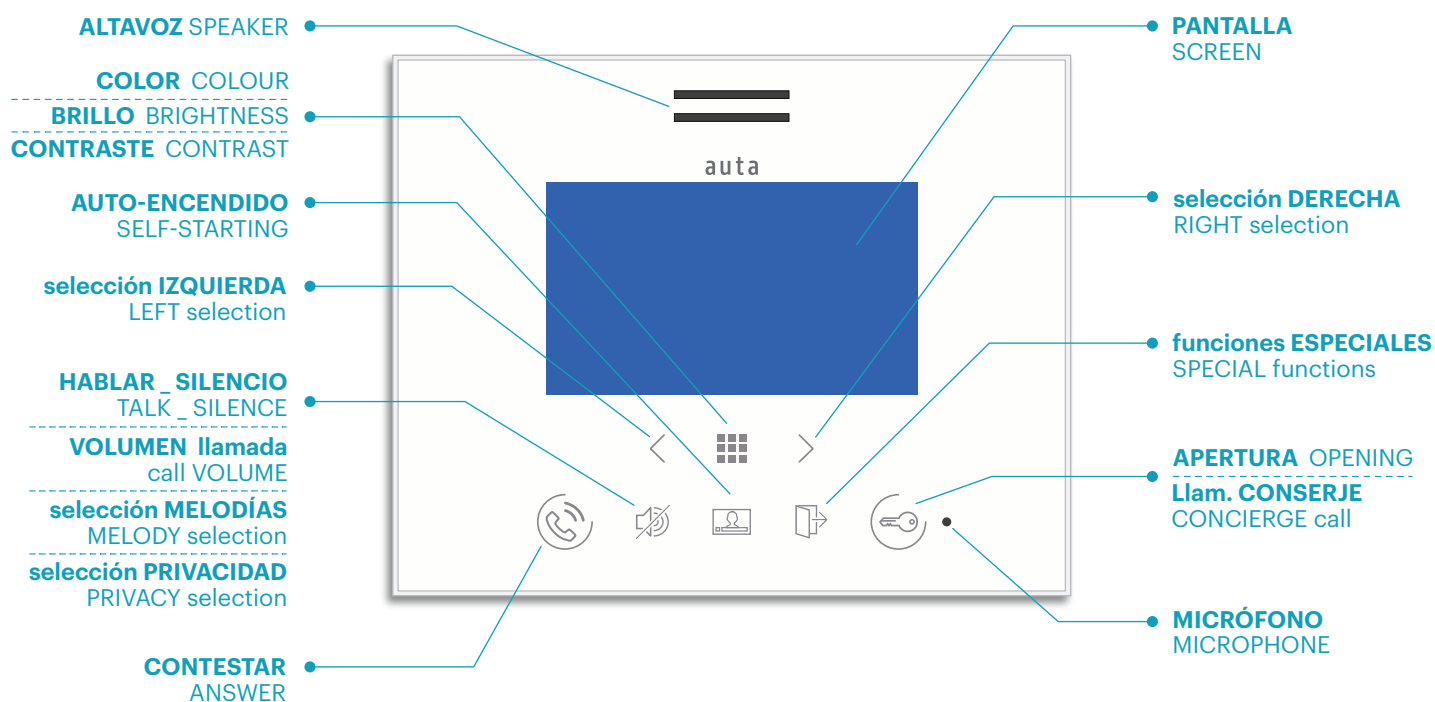 ALTAVOZ SPEAKER
COLOR COLOUR
BRILLO BRIGHTNESS
CONTRASTE CONTRAST
AUTO-ENCENDIDO
SELF-STARTING
selección IZQUIERDA
LEFT selection
HABLAR _ SILENCIO
TALK _ SILENCE
VOLUMEN llamada
call VOLUME
selección MELODÍAS
MELODY selection
selección PRIVACIDAD
PRIVACY selection
CONTESTAR
ANSWER
auta
PANTALLA
SCREEN
selección DERECHA
RIGHT selection
funciones ESPECIALES
SPECIAL functions
APERTURA OPENING
Llam. CONSERJE
CONCIERGE call
MICRÓFONO
MICROPHONE